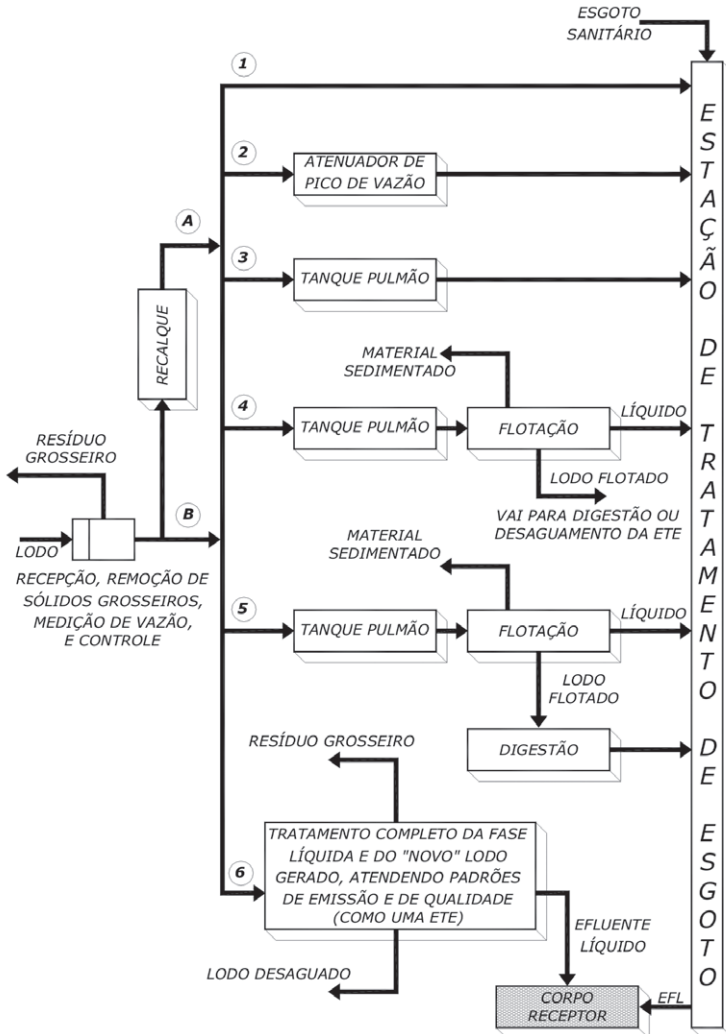 ESGOTO
SANITÁRIO
1
2
ATENUADOR DE
PICO DE VAZÃO
A
3
TANQUE PULMÃO
RECALQUE
MATERIAL
SEDIMENTADO
4
TANQUE PULMÃO
FLOTAÇÃO
LÍQUIDO
RESÍDUO
GROSSEIRO
LODO FLOTADO
VAI PARA DIGESTÃO OU
DESAGUAMENTO DA ETE
B
LODO
RECEPÇÃO, REMOÇÃO DE
SÓLIDOS GROSSEIROS,
MEDIÇÃO DE VAZÃO,
E CONTROLE
MATERIAL
SEDIMENTADO
5
TANQUE PULMÃO
FLOTAÇÃO
LÍQUIDO
LODO
FLOTADO
DIGESTÃO
RESÍDUO GROSSEIRO
6
TRATAMENTO COMPLETO DA FASE
LÍQUIDA E DO "NOVO" LODO
GERADO, ATENDENDO PADRÕES
DE EMISSÃO E DE QUALIDADE
(COMO UMA ETE)
EFLUENTE
LÍQUIDO
LODO DESAGUADO
CORPO
RECEPTOR
EFL
ESTAÇÃO DE TRATAMENTO DE ESGOTO